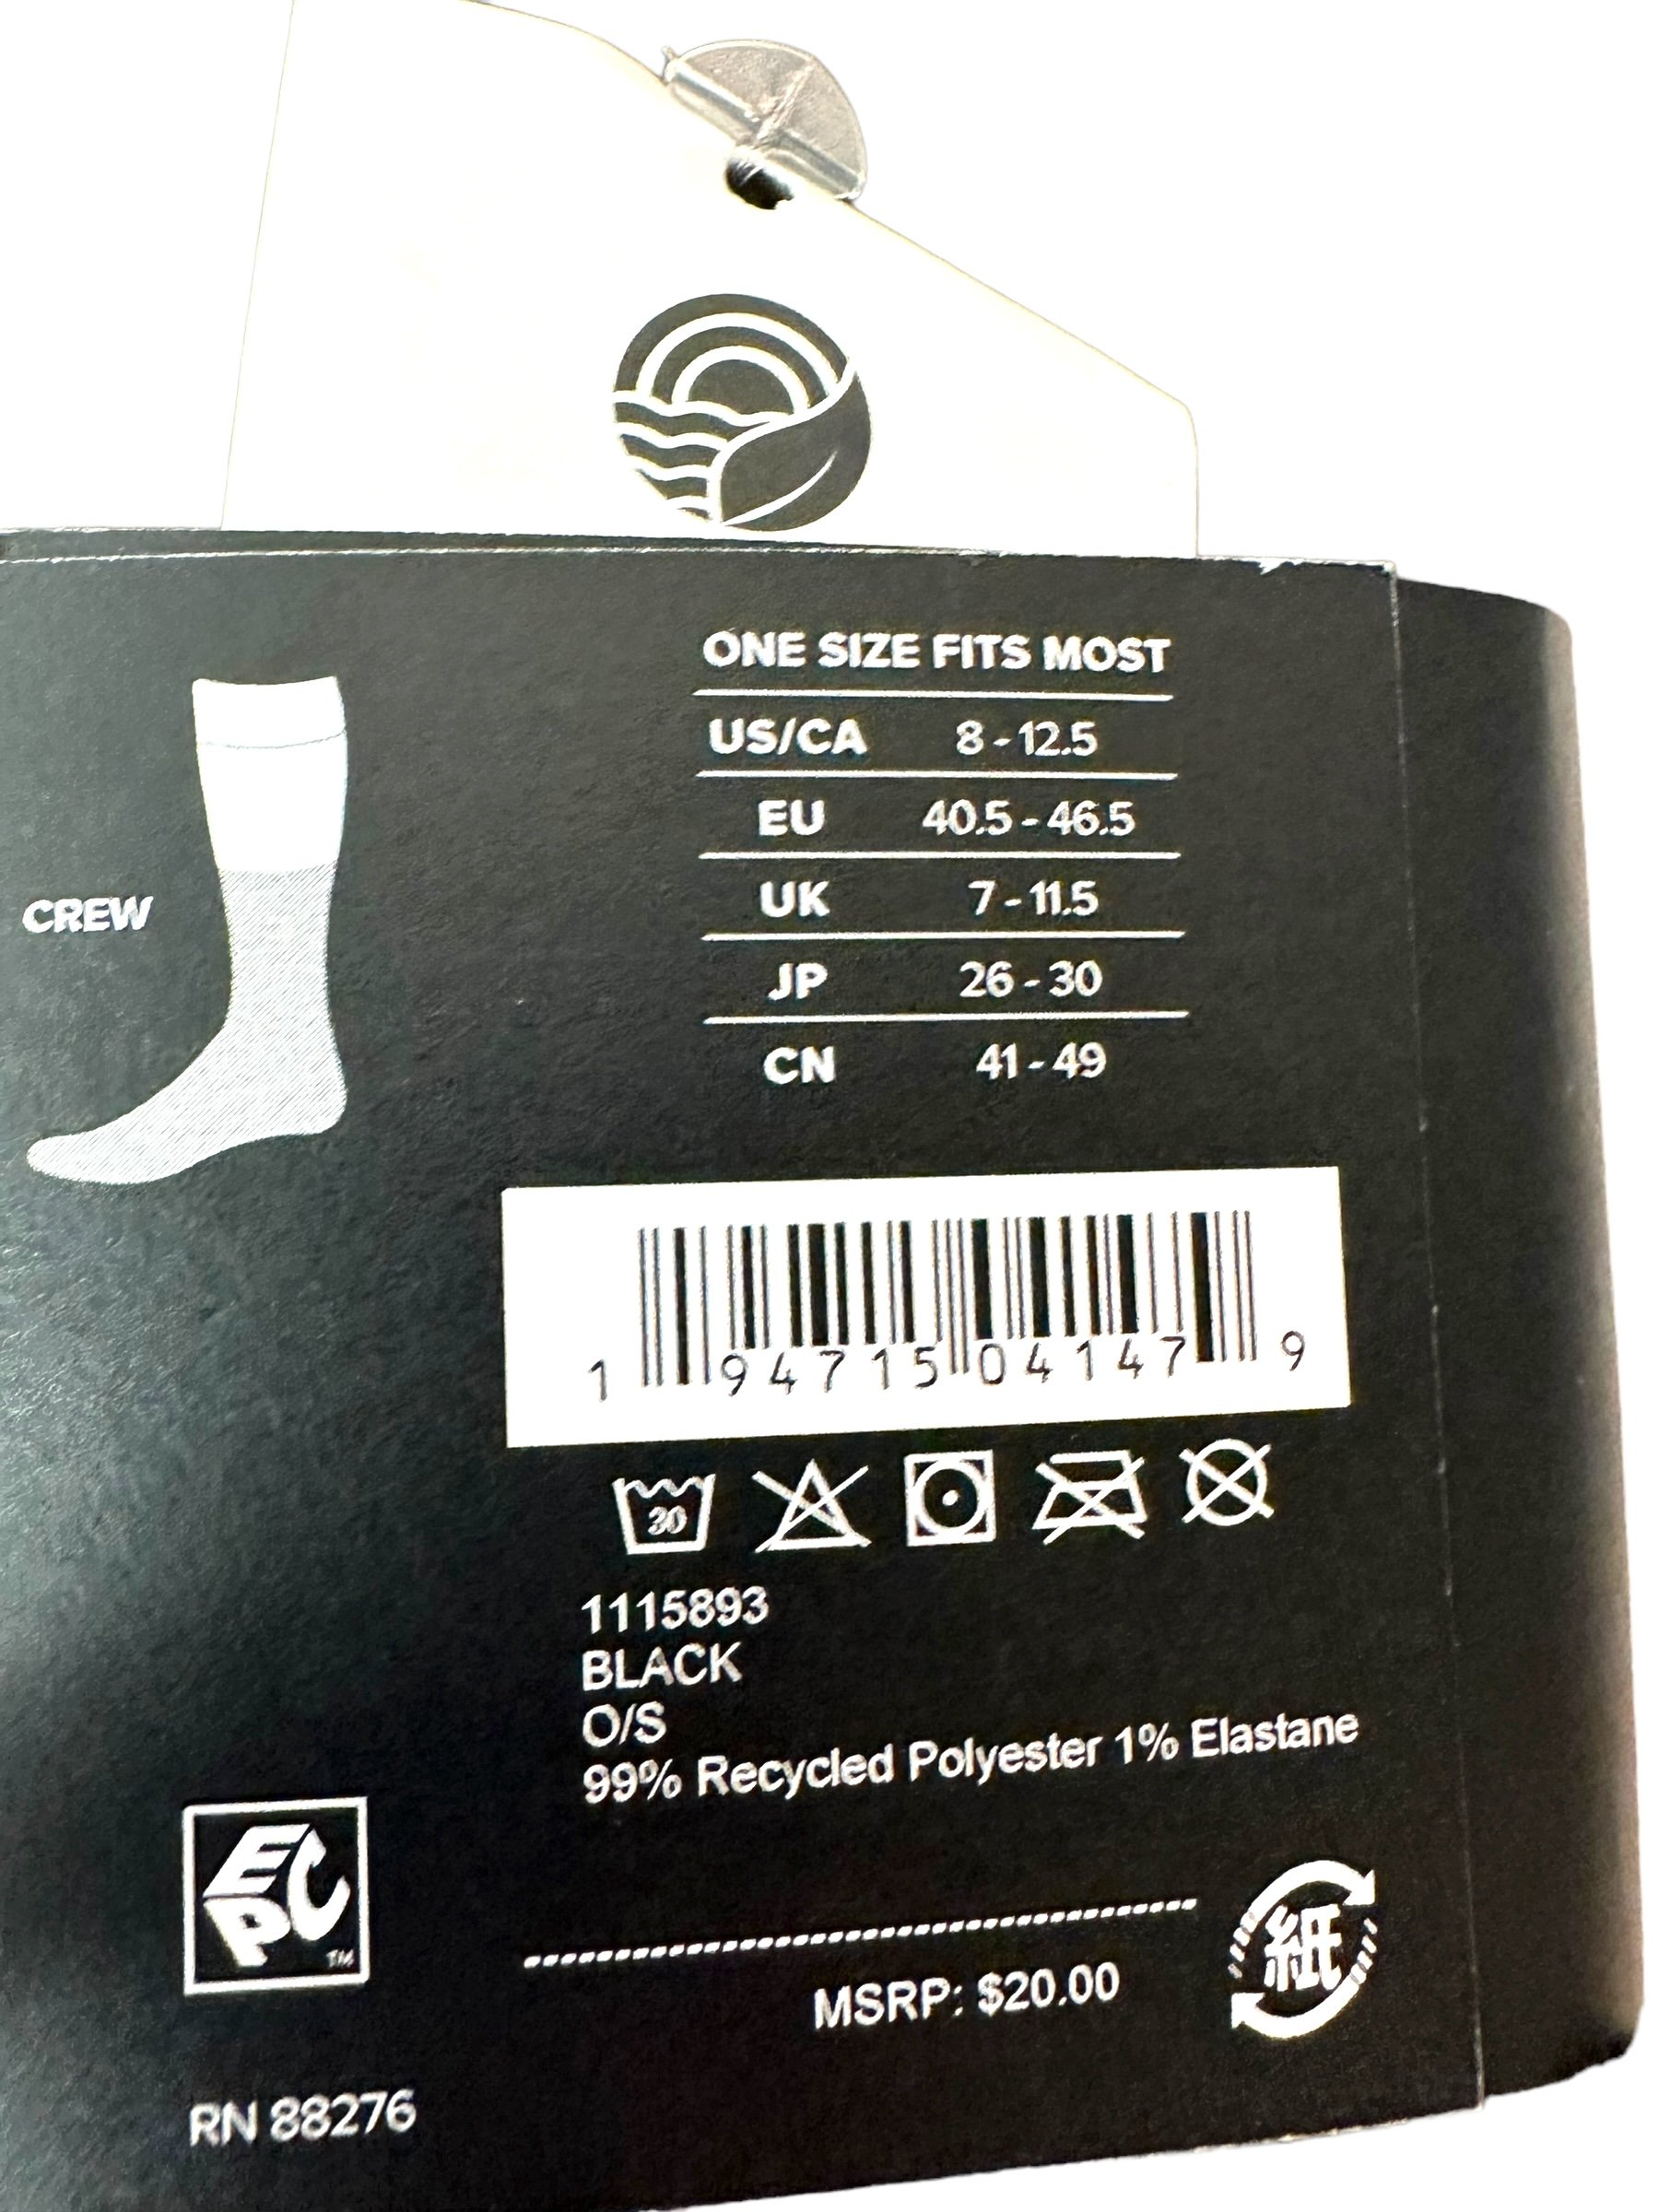 ONE SIZE FITS MOST
US/CA 8 - 12.5
EU 40.5 - 46.5
UK 7 - 11.5
JP 26 - 30
CN 41 - 49
CREW
1 94715 04147 9
30
1115893
BLACK
O/S
99% Recycled Polyester 1% Elastane
EPC
TM
紙
MSRP: $20.00
RN 88276